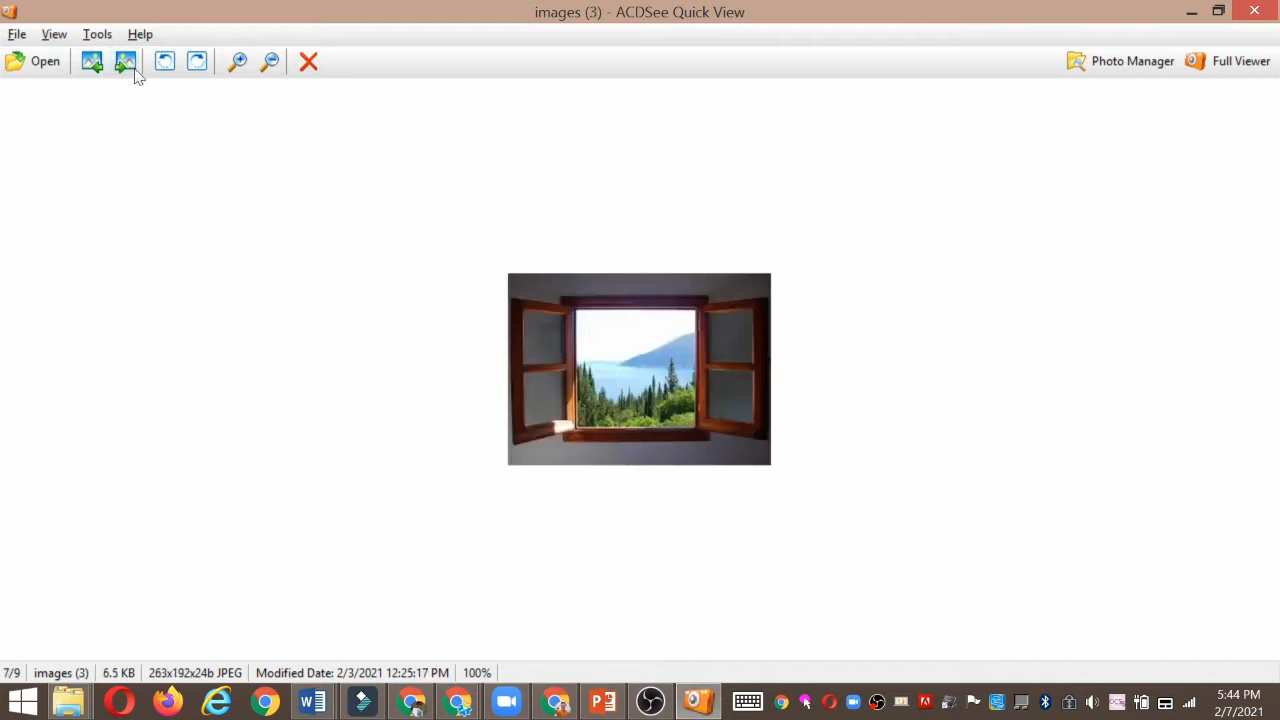 images (3) - ACDSee Quick View
File View Tools Help
Open Photo Manager Full Viewer
7/9 images (3) 6.5 KB 263x192x24b JPEG Modified Date: 2/3/2021 12:25:17 PM 100%
5:44 PM
2/7/2021